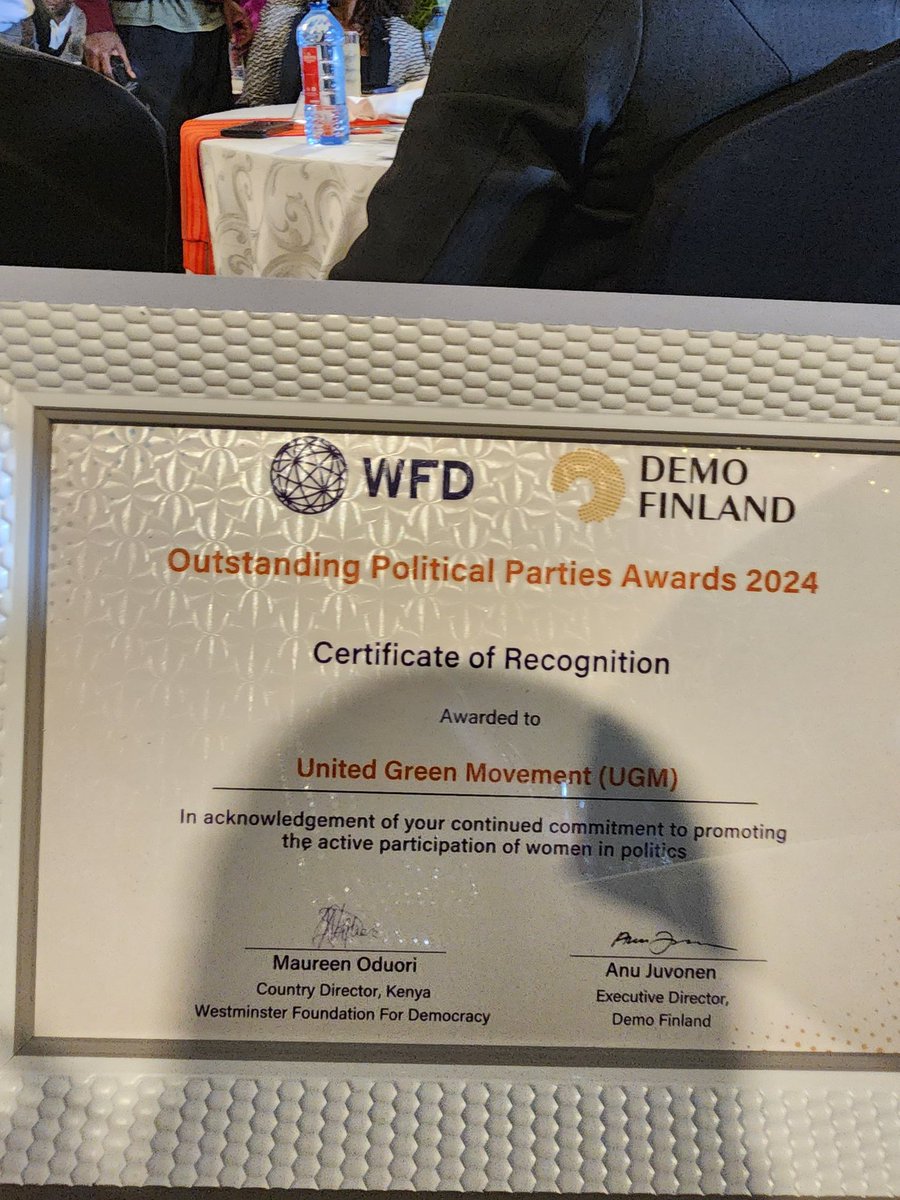 WFD
DEMO
FINLAND
Outstanding Political Parties Awards 2024
Certificate of Recognition
Awarded to
United Green Movement (UGM)
In acknowledgement of your continued commitment to promoting
the active participation of women in politics
Maureen Oduori
Country Director, Kenya
Westminster Foundation For Democracy
Anu Juvonen
Executive Director,
Demo Finland